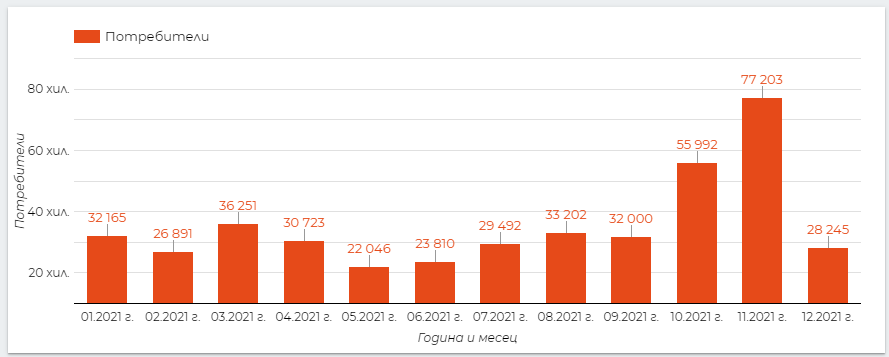 Потребители
77 203
80 хил.
55 992
60 хил.
36 251
32 165
30 723
33 202
32 000
29 492
28 245
26 891
23 810
22 046
40 хил.
20 хил.
Потребители
01.2021 г. 02.2021 г. 03.2021 г. 04.2021 г. 05.2021 г. 06.2021 г. 07.2021 г. 08.2021 г. 09.2021 г. 10.2021 г. 11.2021 г. 12.2021 г.
Година и месец